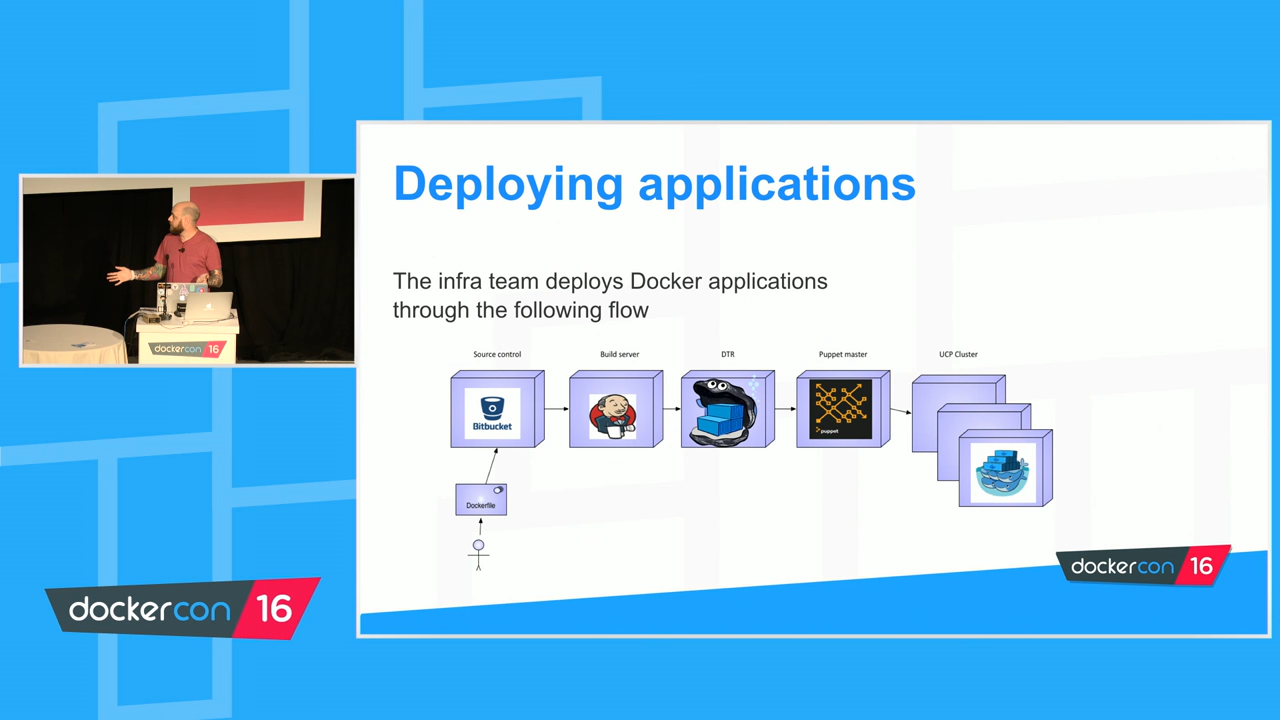 Deploying applications
The infra team deploys Docker applications
through the following flow
Source control
Build server
DTR
Puppet master
UCP Cluster
Bitbucket
puppet
Dockerfile
dockercon 16
dockercon 16
dockercon 16